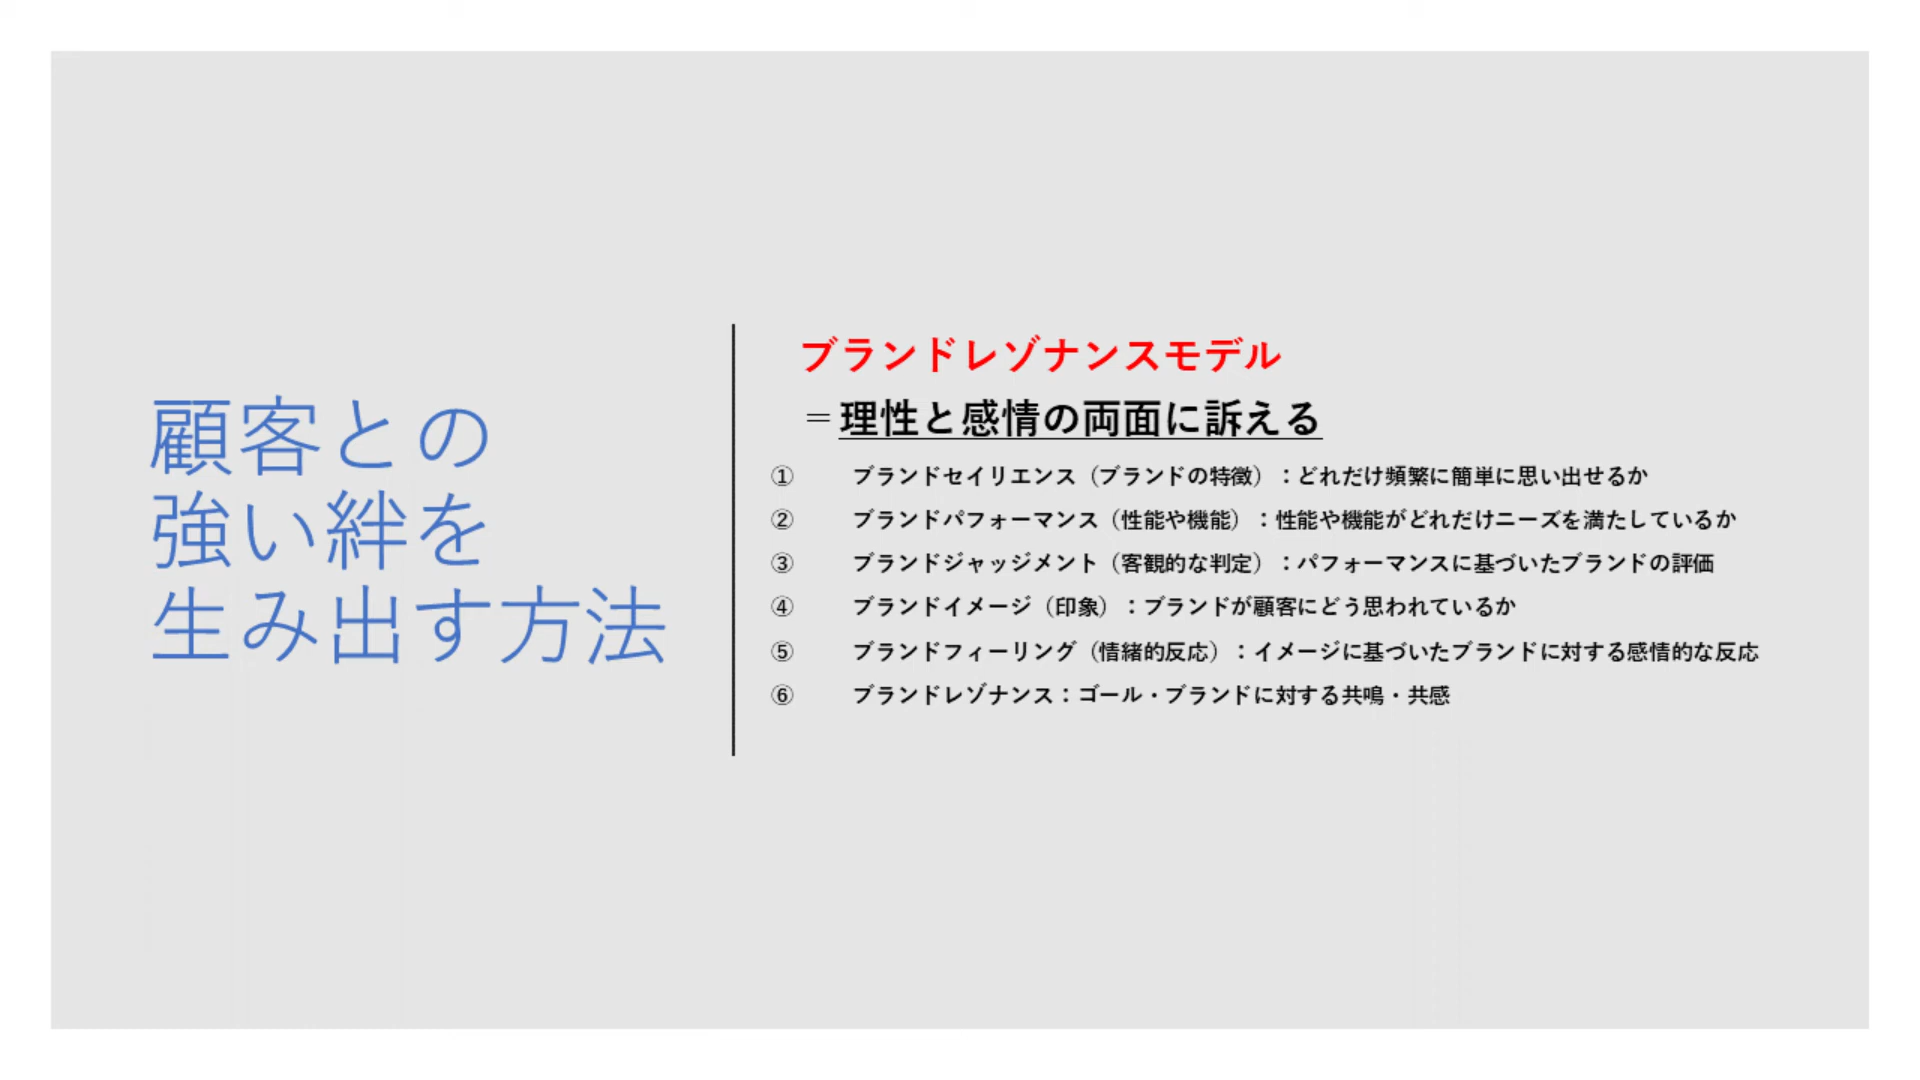 顧客との
強い絆を
生み出す方法
ブランドレゾナンスモデル
＝理性と感情の両面に訴える
① ブランドセイリエンス（ブランドの特徴）：どれだけ頻繁に簡単に思い出せるか
② ブランドパフォーマンス（性能や機能）：性能や機能がどれだけニーズを満たしているか
③ ブランドジャッジメント（客観的な判定）：パフォーマンスに基づいたブランドの評価
④ ブランドイメージ（印象）：ブランドが顧客にどう思われているか
⑤ ブランドフィーリング（情緒的反応）：イメージに基づいたブランドに対する感情的な反応
⑥ ブランドレゾナンス：ゴール・ブランドに対する共鳴・共感